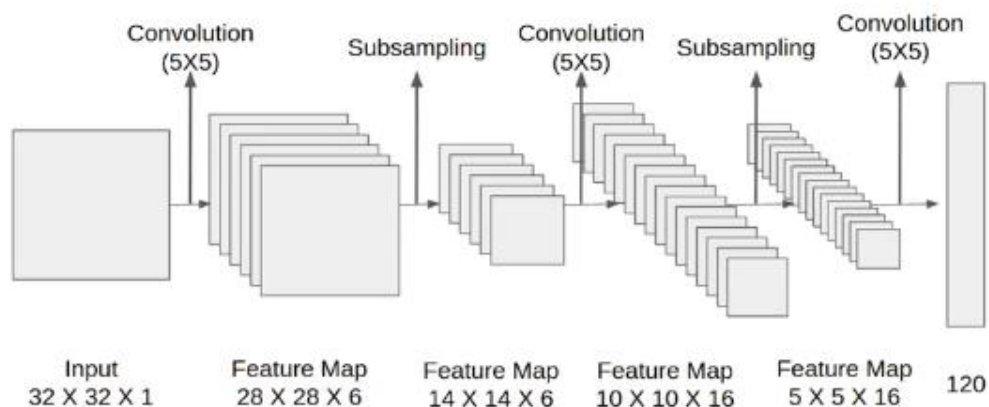 Convolution
(5X5)
Subsampling
Convolution
(5X5)
Subsampling
Convolution
(5X5)
Input
32 X 32 X 1
Feature Map
28 X 28 X 6
Feature Map
14 X 14 X 6
Feature Map
10 X 10 X 16
Feature Map
5 X 5 X 16
120